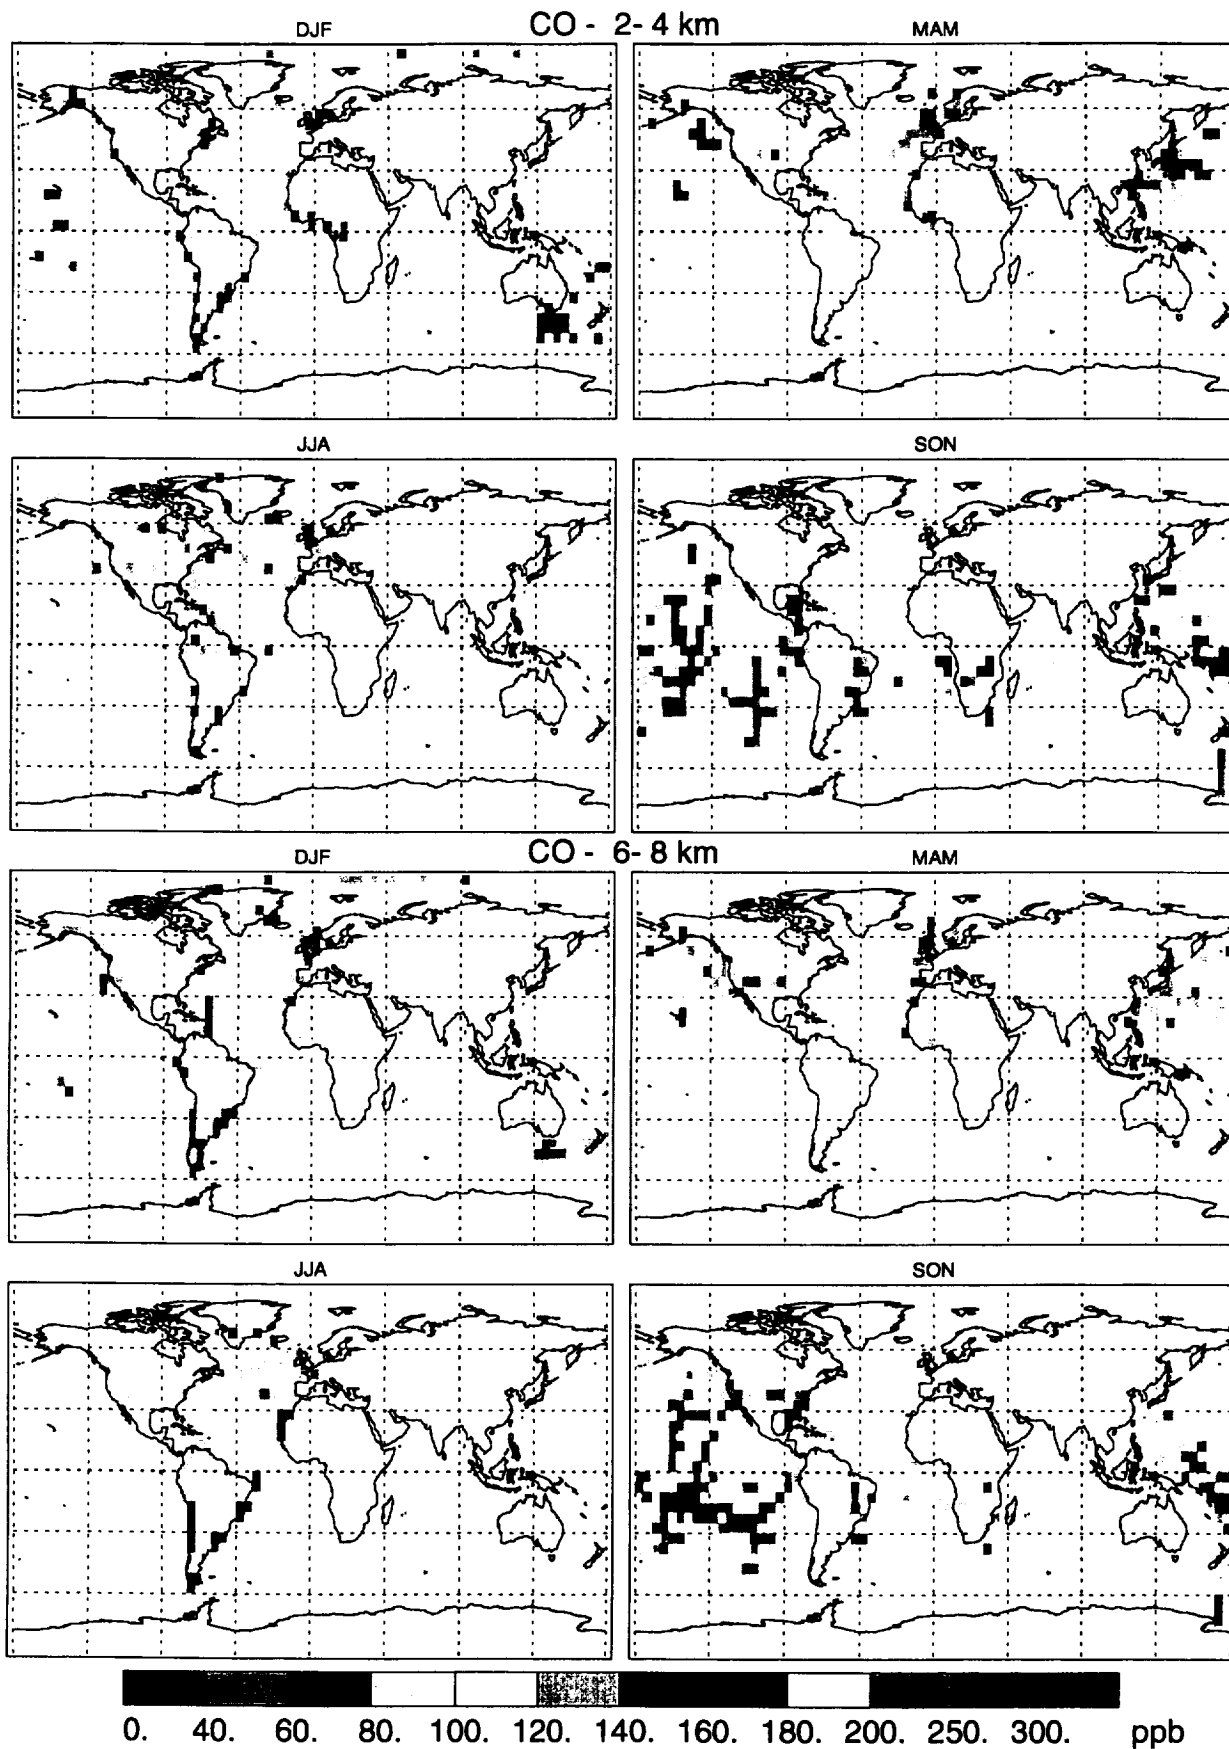 CO - 2- 4 km
DJF MAM
JJA SON
CO - 6- 8 km
DJF MAM
JJA SON
0. 40. 60. 80. 100. 120. 140. 160. 180. 200. 250. 300. ppb